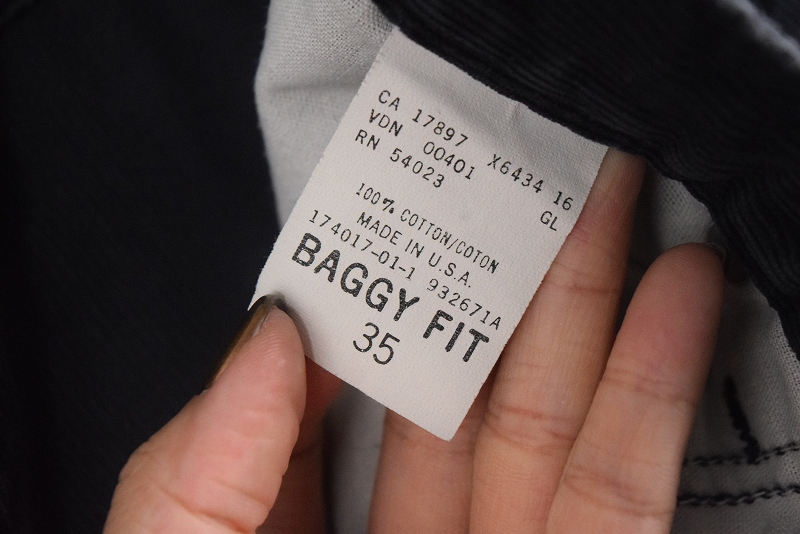 CA 17897
VDN 00401 X6434 16
RN 54023 GL
100% COTTON/COTON
MADE IN U.S.A.
174017-01-1 932671A
BAGGY FIT
35